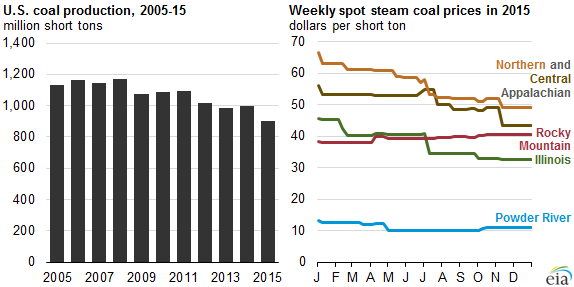 U.S. coal production, 2005-15
million short tons
1,400
1,200
1,000
800
600
400
200
0
2005 2007 2009 2011 2013 2015
Weekly spot steam coal prices in 2015
dollars per short ton
70
60
50
40
30
20
10
0
J F M A M J J A S O N D
Northern and
Central
Appalachian
Rocky
Mountain
Illinois
Powder River
eia